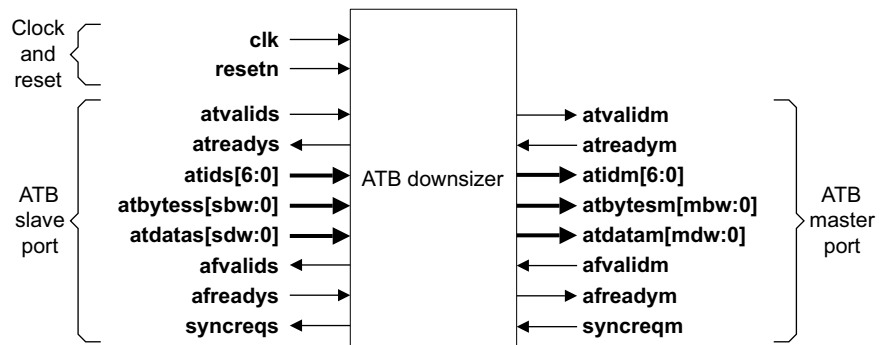 Clock
and
reset
clk
resetn
ATB
slave
port
atvalids
atreadys
atids[6:0]
atbytess[sbw:0]
atdatas[sdw:0]
afvalids
afreadys
syncreqs
ATB downsizer
atvalidm
atreadym
atidm[6:0]
atbytesm[mbw:0]
atdatam[mdw:0]
afvalidm
afreadym
syncreqm
ATB
master
port